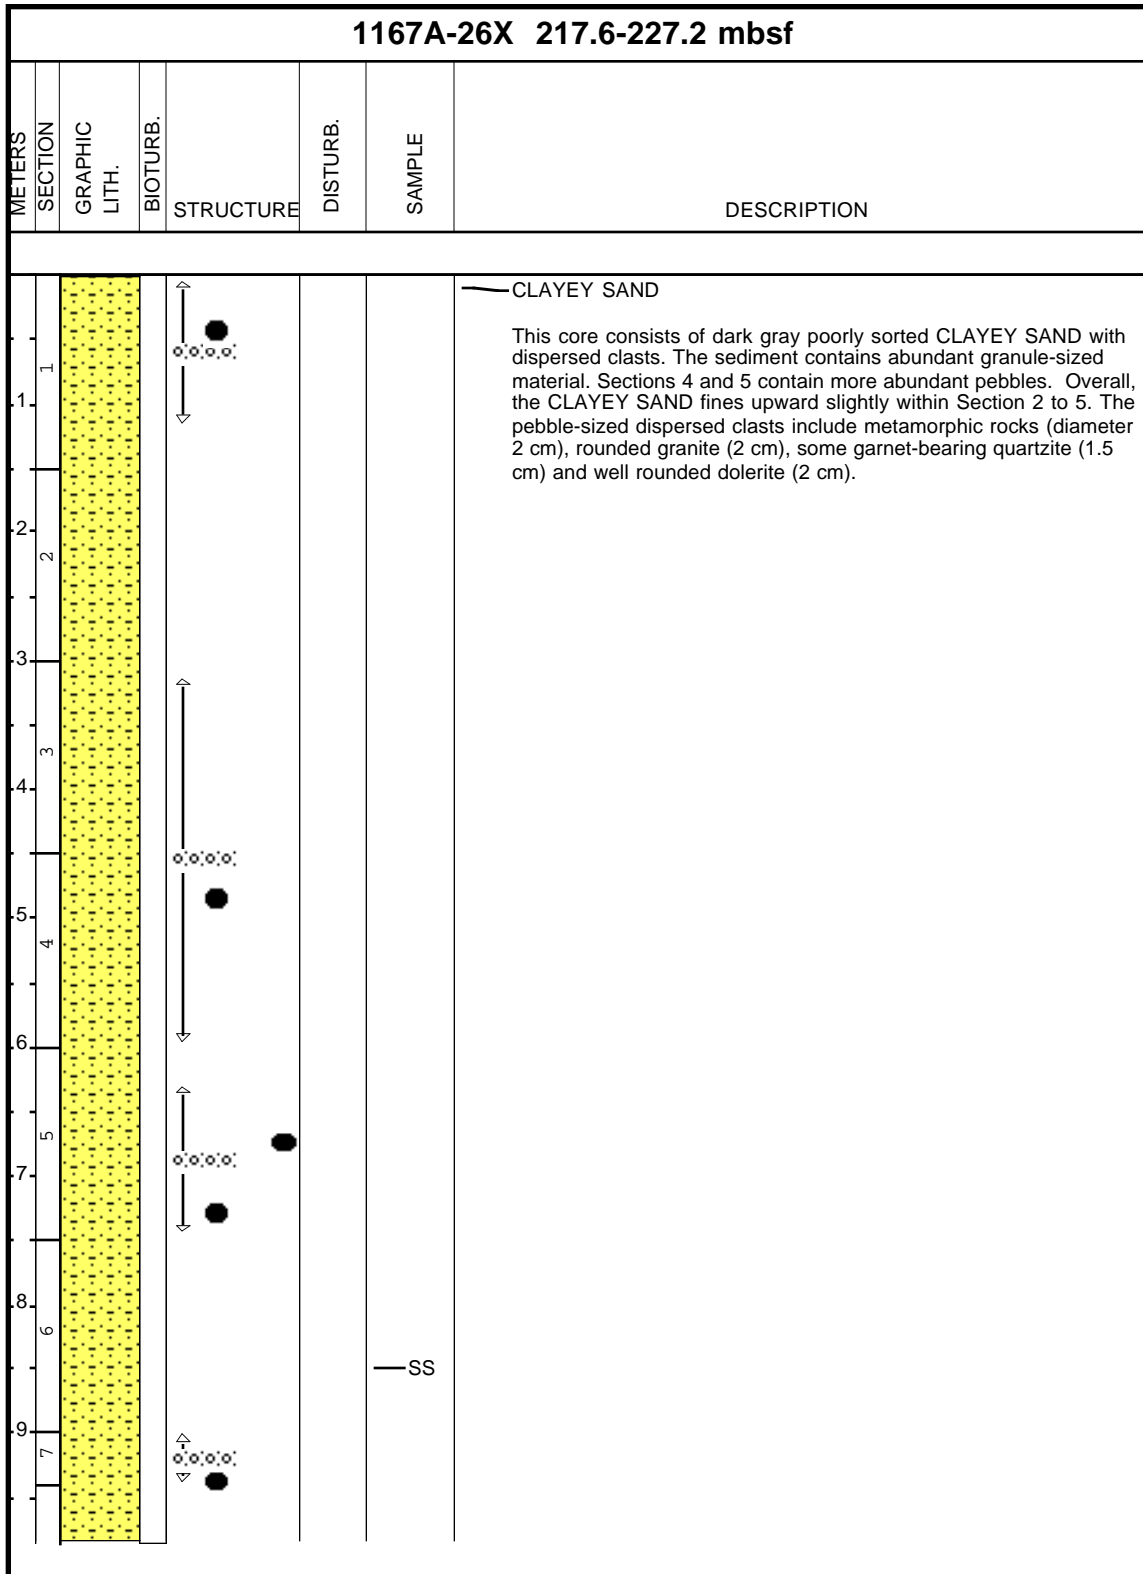 1167A-26X 217.6-227.2 mbsf
METERS
SECTION
GRAPHIC
LITH.
BIOTURB.
STRUCTURE
DISTURB.
SAMPLE
DESCRIPTION
CLAYEY SAND
This core consists of dark gray poorly sorted CLAYEY SAND with
dispersed clasts. The sediment contains abundant granule-sized
material. Sections 4 and 5 contain more abundant pebbles. Overall,
the CLAYEY SAND fines upward slightly within Section 2 to 5. The
pebble-sized dispersed clasts include metamorphic rocks (diameter
2 cm), rounded granite (2 cm), some garnet-bearing quartzite (1.5
cm) and well rounded dolerite (2 cm).
1
1
2
2
3
3
4
5
4
6
5
7
8
6
SS
9
7